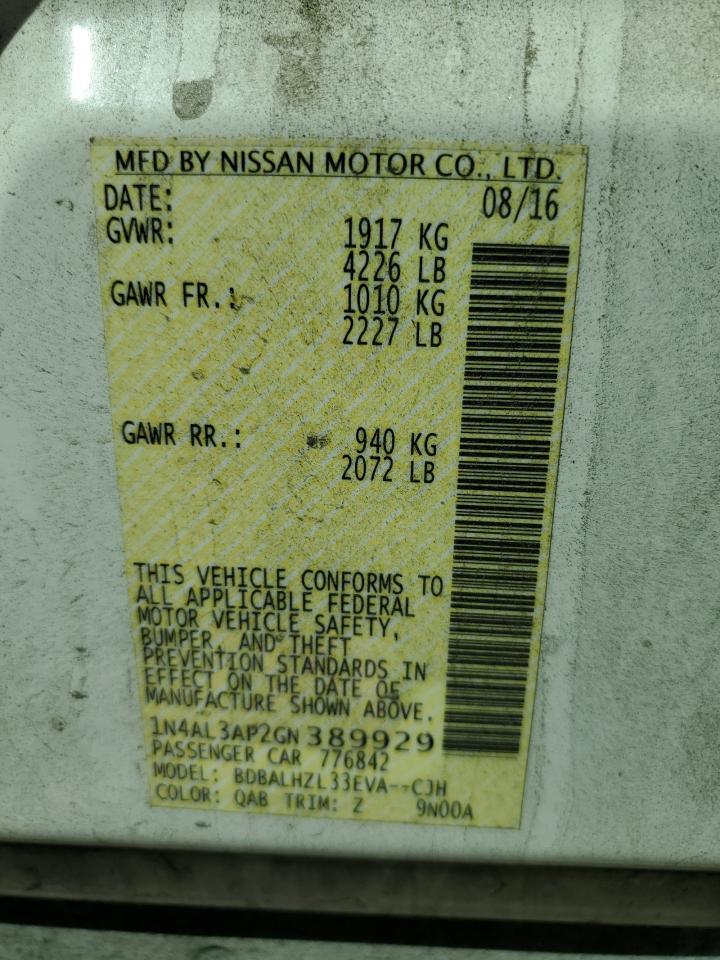 MFD BY NISSAN MOTOR CO., LTD.
DATE: 08/16
GVWR: 1917 KG
4226 LB
GAWR FR.: 1010 KG
2227 LB
GAWR RR.: 940 KG
2072 LB
THIS VEHICLE CONFORMS TO
ALL APPLICABLE FEDERAL
MOTOR VEHICLE SAFETY,
BUMPER, AND THEFT
PREVENTION STANDARDS IN
EFFECT ON THE DATE OF
MANUFACTURE SHOWN ABOVE.
1N4AL3AP2GN389929
PASSENGER CAR 776842
MODEL: BDBALHZL33EVA--CJH
COLOR: QAB TRIM: Z 9N00A